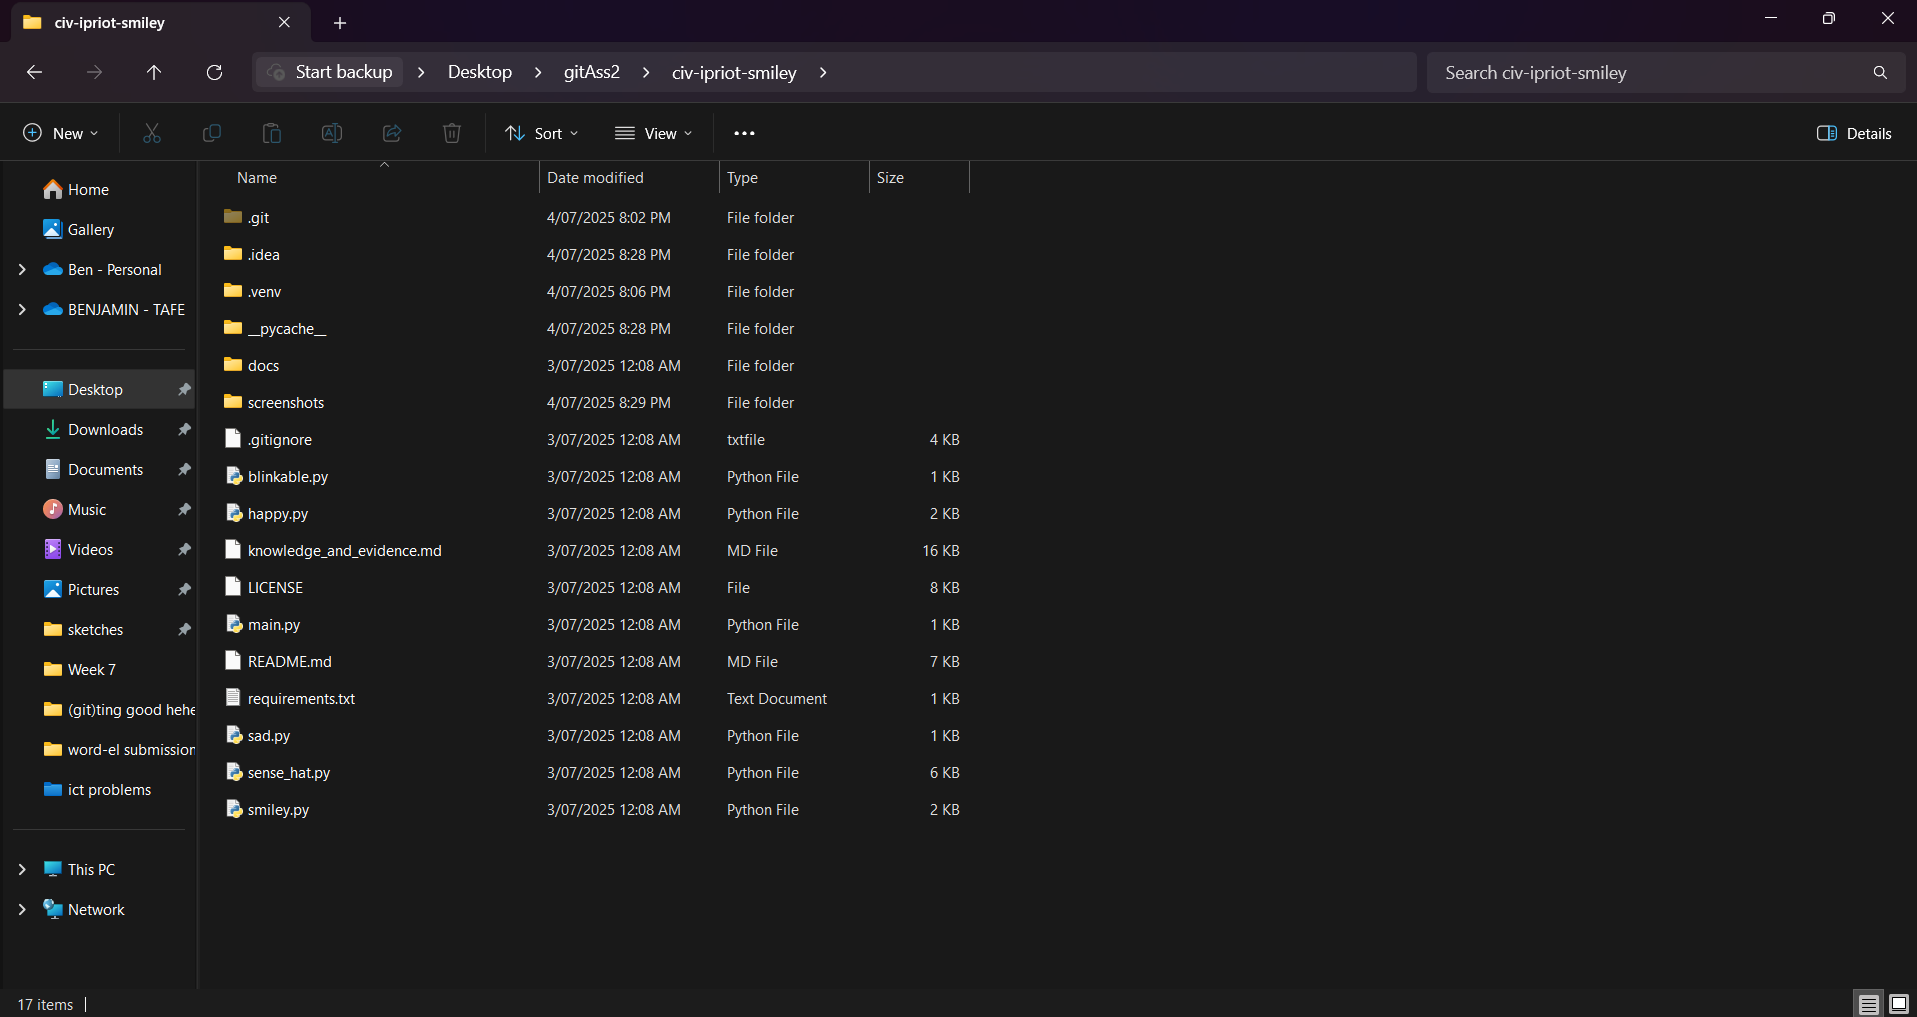 civ-ipriot-smiley
Start backup > Desktop > gitAss2 > civ-ipriot-smiley >
Search civ-ipriot-smiley
New Sort View ••• Details
Home
Gallery
Ben - Personal
BENJAMIN - TAFE
Desktop
Downloads
Documents
Music
Videos
Pictures
sketches
Week 7
(git)ting good hehe
word-el submission
ict problems
This PC
Network
Name Date modified Type Size
.git 4/07/2025 8:02 PM File folder
.idea 4/07/2025 8:28 PM File folder
.venv 4/07/2025 8:06 PM File folder
__pycache__ 4/07/2025 8:28 PM File folder
docs 3/07/2025 12:08 AM File folder
screenshots 4/07/2025 8:29 PM File folder
.gitignore 3/07/2025 12:08 AM txtfile 4 KB
blinkable.py 3/07/2025 12:08 AM Python File 1 KB
happy.py 3/07/2025 12:08 AM Python File 2 KB
knowledge_and_evidence.md 3/07/2025 12:08 AM MD File 16 KB
LICENSE 3/07/2025 12:08 AM File 8 KB
main.py 3/07/2025 12:08 AM Python File 1 KB
README.md 3/07/2025 12:08 AM MD File 7 KB
requirements.txt 3/07/2025 12:08 AM Text Document 1 KB
sad.py 3/07/2025 12:08 AM Python File 1 KB
sense_hat.py 3/07/2025 12:08 AM Python File 6 KB
smiley.py 3/07/2025 12:08 AM Python File 2 KB
17 items